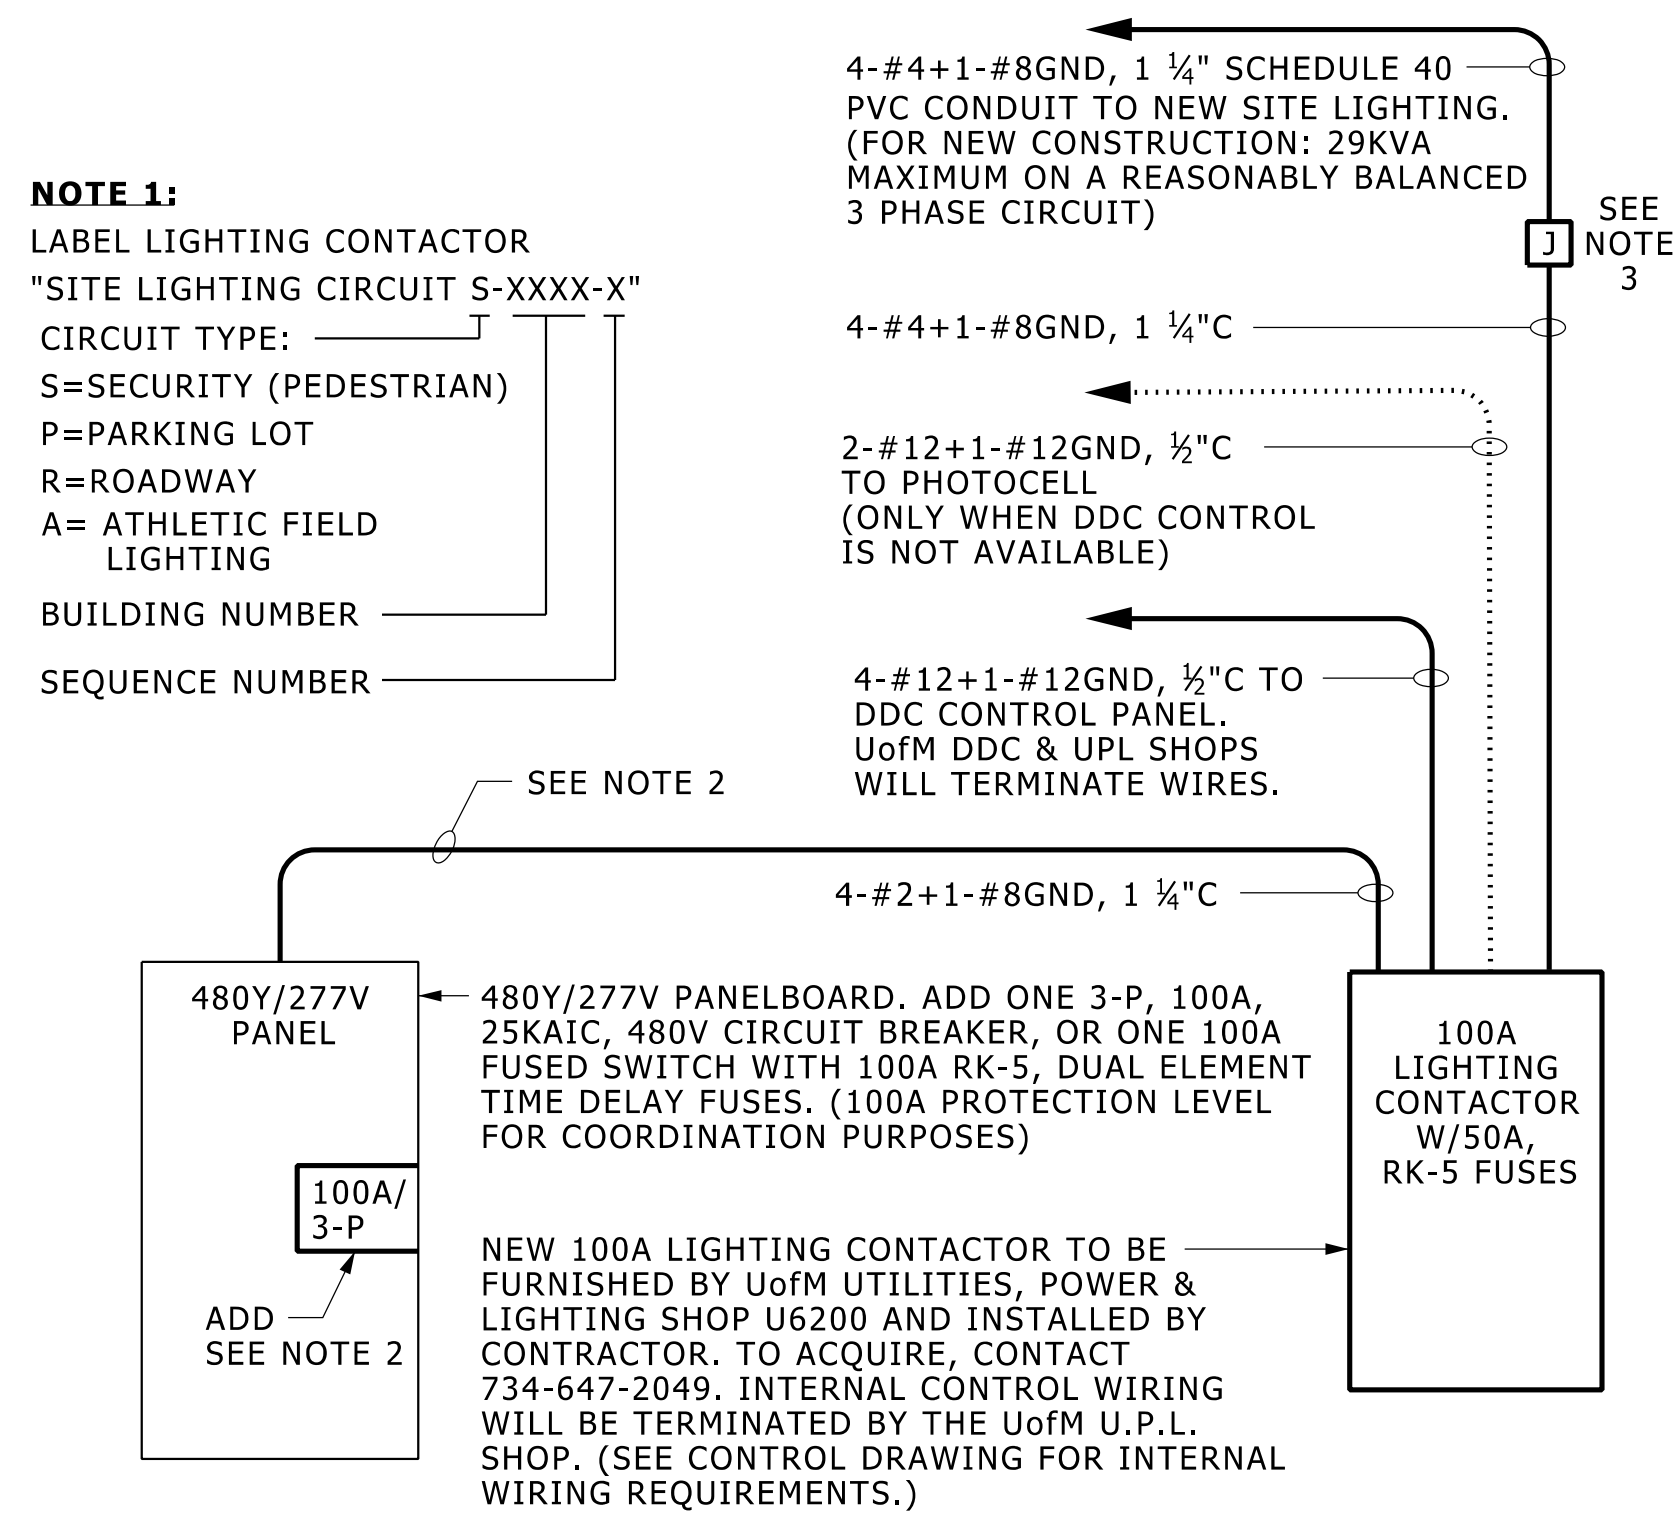 4-#4+1-#8GND, 1 ¼" SCHEDULE 40
PVC CONDUIT TO NEW SITE LIGHTING.
(FOR NEW CONSTRUCTION: 29KVA
MAXIMUM ON A REASONABLY BALANCED
3 PHASE CIRCUIT)
J
SEE
NOTE
3
NOTE 1:
LABEL LIGHTING CONTACTOR
"SITE LIGHTING CIRCUIT S-XXXX-X"
CIRCUIT TYPE:
S=SECURITY (PEDESTRIAN)
P=PARKING LOT
R=ROADWAY
A= ATHLETIC FIELD
LIGHTING
BUILDING NUMBER
SEQUENCE NUMBER
4-#4+1-#8GND, 1 ¼"C
2-#12+1-#12GND, ½"C
TO PHOTOCELL
(ONLY WHEN DDC CONTROL
IS NOT AVAILABLE)
4-#12+1-#12GND, ½"C TO
DDC CONTROL PANEL.
UofM DDC & UPL SHOPS
WILL TERMINATE WIRES.
SEE NOTE 2
4-#2+1-#8GND, 1 ¼"C
480Y/277V
PANEL
100A/
3-P
ADD
SEE NOTE 2
480Y/277V PANELBOARD. ADD ONE 3-P, 100A,
25KAIC, 480V CIRCUIT BREAKER, OR ONE 100A
FUSED SWITCH WITH 100A RK-5, DUAL ELEMENT
TIME DELAY FUSES. (100A PROTECTION LEVEL
FOR COORDINATION PURPOSES)
NEW 100A LIGHTING CONTACTOR TO BE
FURNISHED BY UofM UTILITIES, POWER &
LIGHTING SHOP U6200 AND INSTALLED BY
CONTRACTOR. TO ACQUIRE, CONTACT
734-647-2049. INTERNAL CONTROL WIRING
WILL BE TERMINATED BY THE UofM U.P.L.
SHOP. (SEE CONTROL DRAWING FOR INTERNAL
WIRING REQUIREMENTS.)
100A
LIGHTING
CONTACTOR
W/50A,
RK-5 FUSES